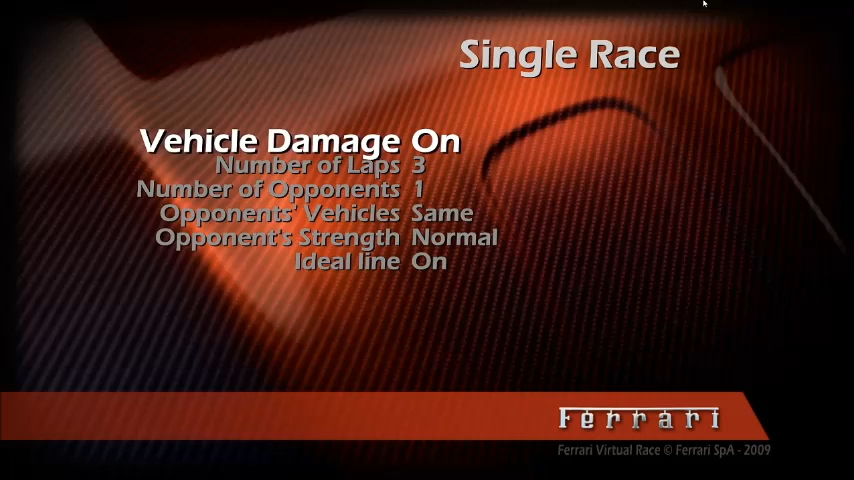 Single Race
Vehicle Damage On
Number of Laps 3
Number of Opponents 1
Opponents' Vehicles Same
Opponent's Strength Normal
Ideal line On
Ferrari
Ferrari Virtual Race © Ferrari SpA - 2009